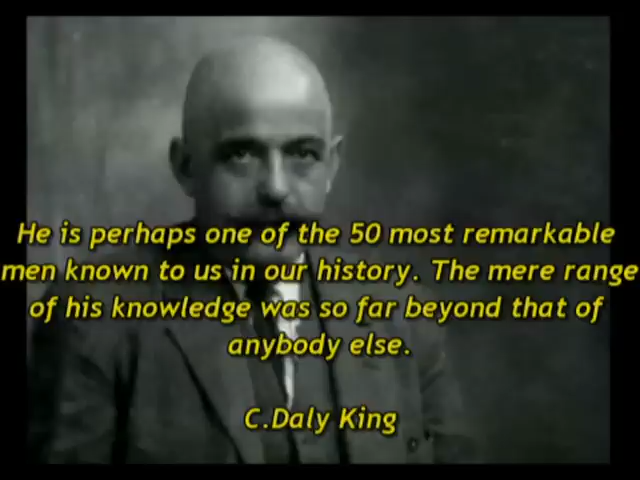 He is perhaps one of the 50 most remarkable
men known to us in our history. The mere range
of his knowledge was so far beyond that of
anybody else.
C.Daly King